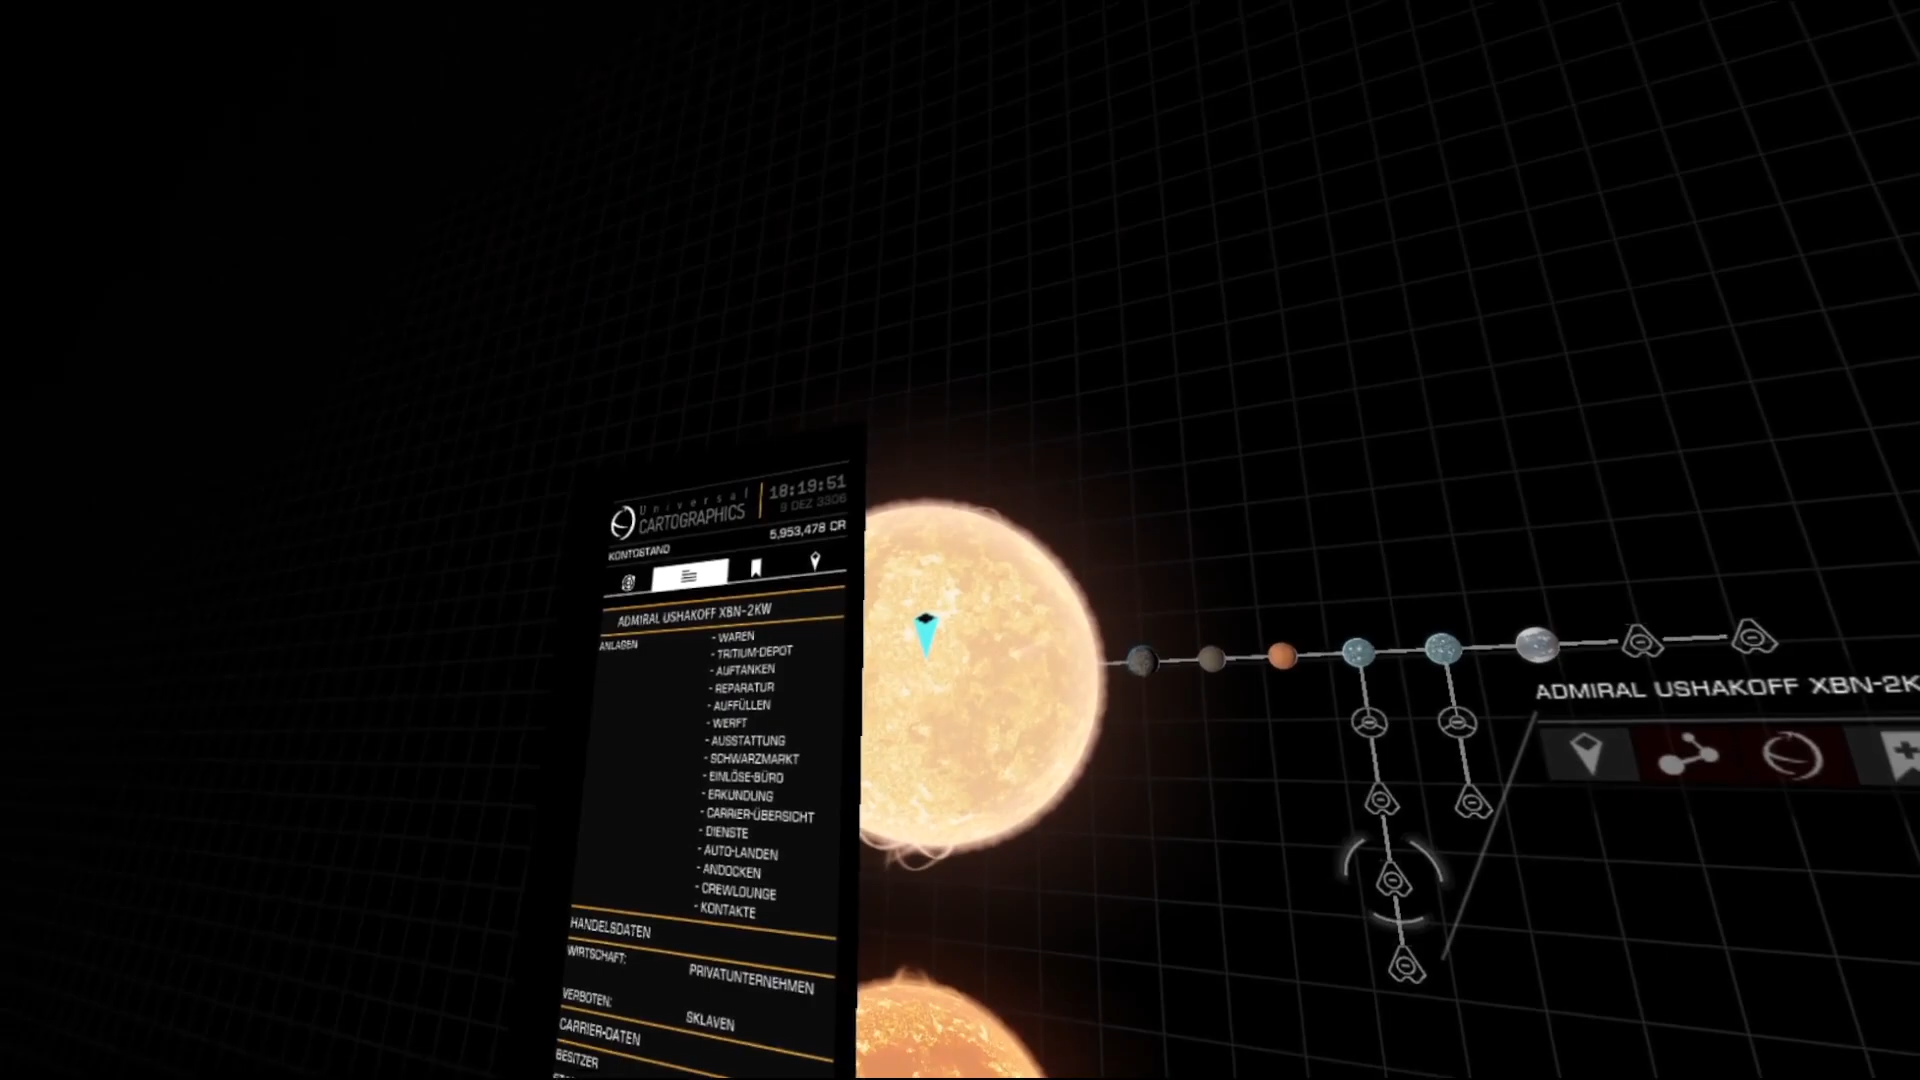 Universal
CARTOGRAPHICS
18:19:51
9 DEZ 3306
KONTOSTAND
5,953,478 CR
ADMIRAL USHAKOFF XBN-2KW
ANLAGEN
- WAREN
- TRITIUM-DEPOT
- AUFTANKEN
- REPARATUR
- AUFFÜLLEN
- WERFT
- AUSSTATTUNG
- SCHWARZMARKT
- EINLÖSE-BÜRO
- ERKUNDUNG
- CARRIER-ÜBERSICHT
- DIENSTE
- AUTO-LANDEN
- ANDOCKEN
- CREWLOUNGE
- KONTAKTE
HANDELSDATEN
WIRTSCHAFT:
PRIVATUNTERNEHMEN
VERBOTEN:
SKLAVEN
CARRIER-DATEN
BESITZER
ADMIRAL USHAKOFF XBN-2K